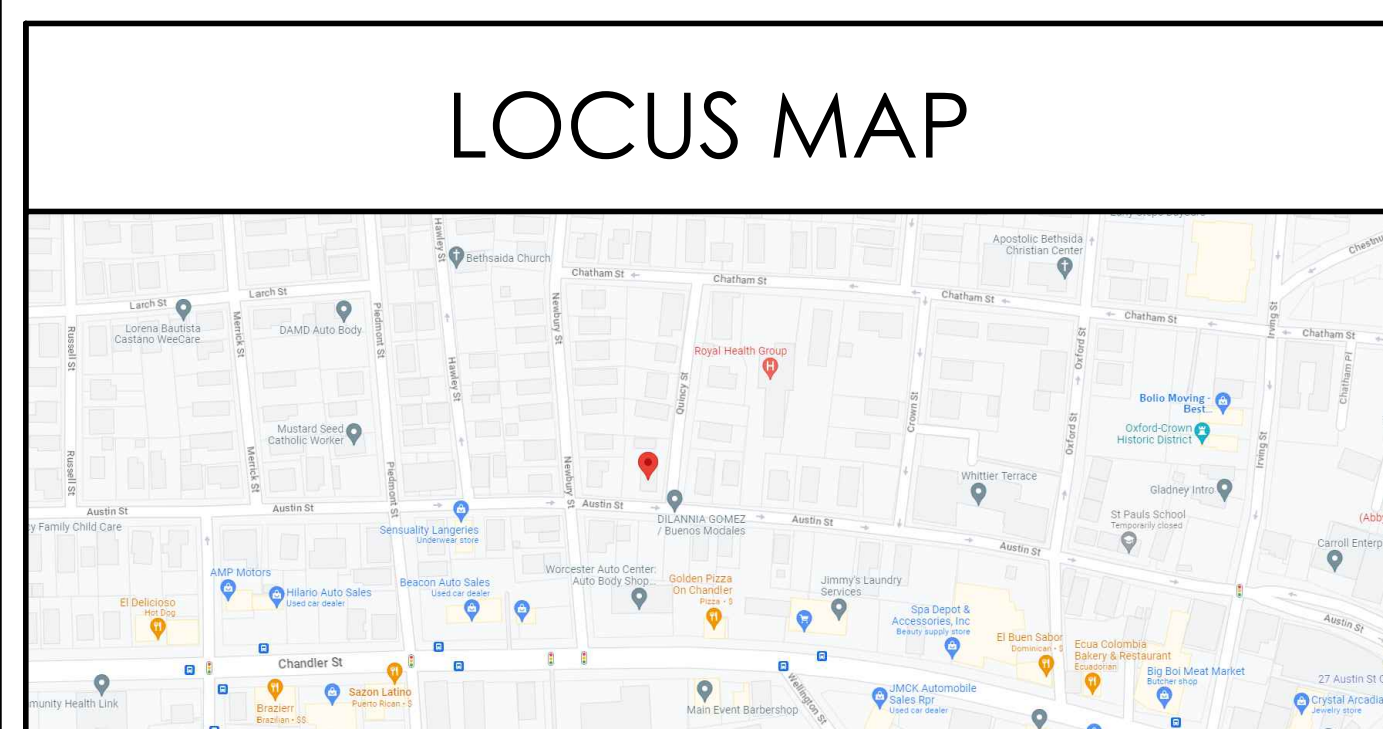 LOCUS MAP
Hawley St
Bethsaida Church
Apostolic Bethsida
Christian Center
Chestnu
Chatham St
Chatham St
Chatham St
Chatham St
Chatham St
Larch St
Larch St
Lorena Bautista
Castano WeeCare
DAMD Auto Body
Russell St
Merrick St
Piedmont St
Newbury St
Hawley St
Royal Health Group
Quincy St
Crown St
Oxford St
Irving St
Chatham Pl
Bolio Moving -
Best...
Oxford-Crown
Historic District
Mustard Seed
Catholic Worker
Russell St
Merrick St
Piedmont St
Newbury St
Oxford St
Irving St
Whittier Terrace
Gladney Intro
St Pauls School
Temporarily closed
(Abby
Carroll Enterp
Austin St
Austin St
Austin St
Austin St
Austin St
Austin St
y Family Child Care
Sensuality Langeries
Underwear store
DILANNIA GOMEZ
/ Buenos Modales
AMP Motors
Hilario Auto Sales
Used car dealer
El Delicioso
Hot Dog
Beacon Auto Sales
Used car dealer
Worcester Auto Center:
Auto Body Shop...
Golden Pizza
On Chandler
Pizza • $
Jimmy's Laundry
Services
Spa Depot &
Accessories, Inc
Beauty supply store
El Buen Sabor
Dominican • $
Ecua Colombia
Bakery & Restaurant
Ecuadorian
Big Boi Meat Market
Butcher shop
27 Austin St
Crystal Arcadia
Jewelry store
Chandler St
Sazon Latino
Puerto Rican • $
Brazierr
Brazilian • $$
munity Health Link
Main Event Barbershop
Wellington St
JMCK Automobile
Sales Rpr
Used car dealer